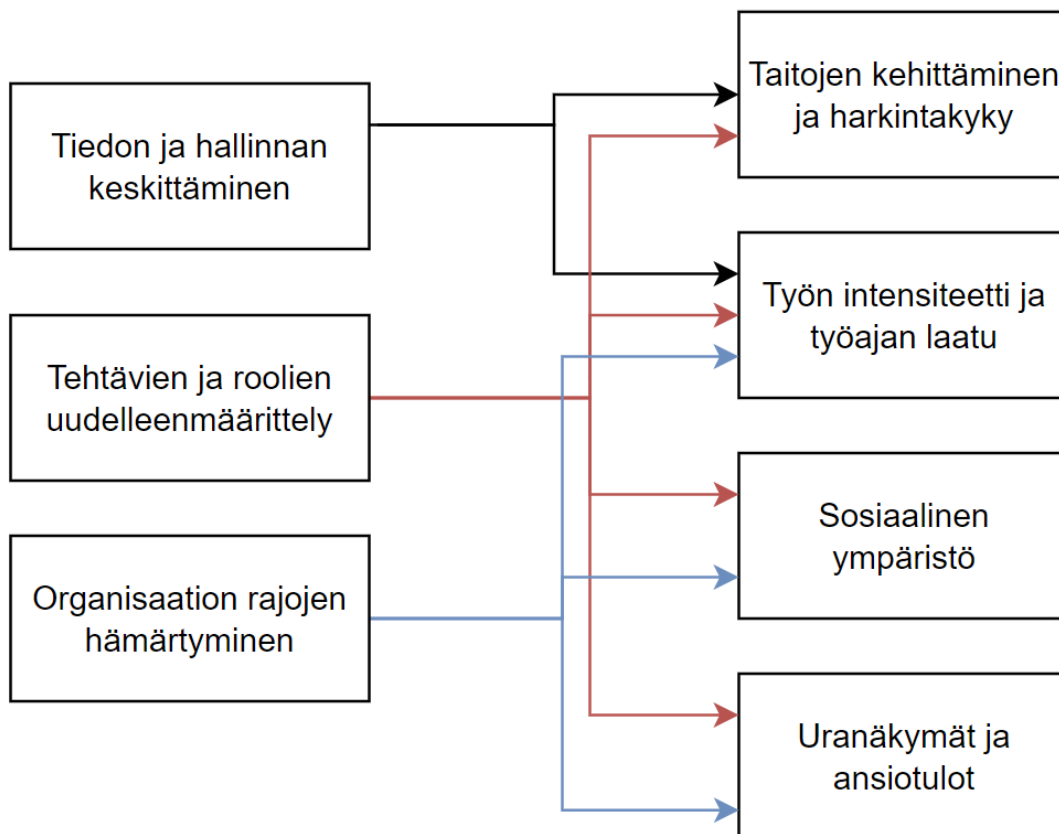 Tiedon ja hallinnan
keskittäminen
Tehtävien ja roolien
uudelleenmäärittely
Organisaation rajojen
hämärtyminen
Taitojen kehittäminen
ja harkintakyky
Työn intensiteetti ja
työajan laatu
Sosiaalinen
ympäristö
Uranäkymät ja
ansiotulot